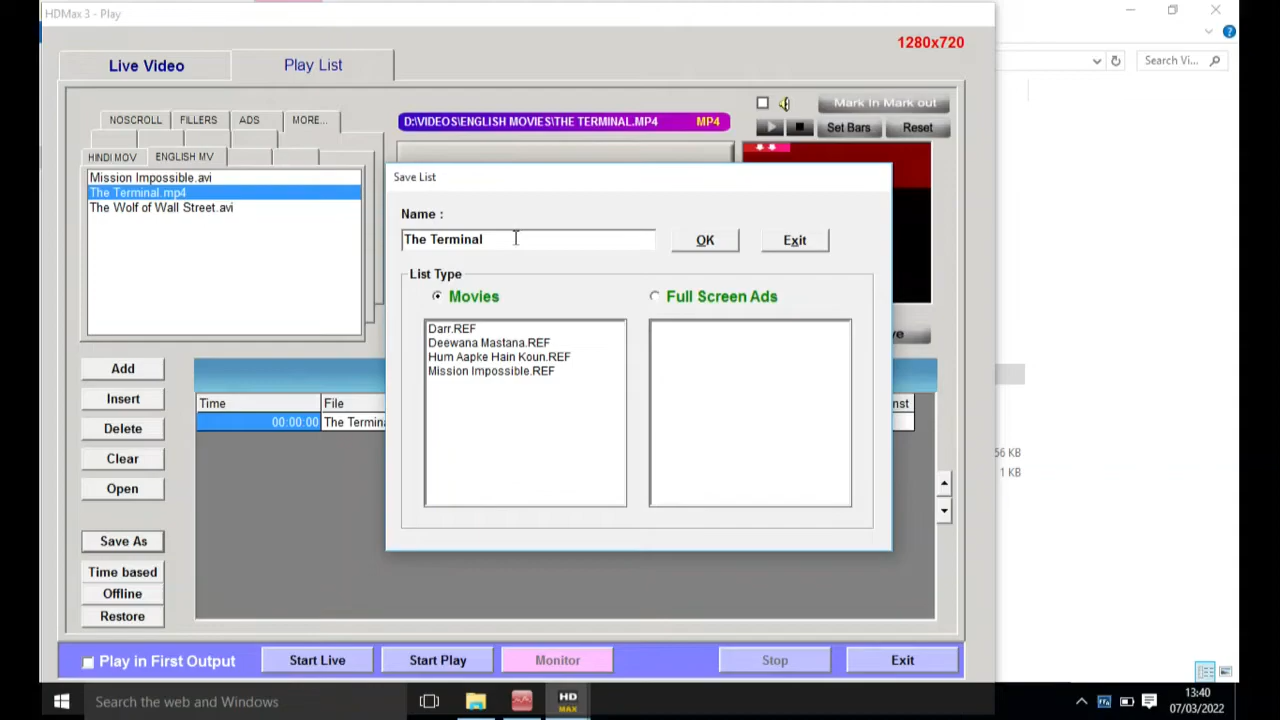 HDMax 3 - Play
1280x720
Live Video
Play List
Search Vi...
NOSCROLL
FILLERS
ADS
MORE...
D:\VIDEOS\ENGLISH MOVIES\THE TERMINAL.MP4
MP4
Mark In Mark out
Set Bars
Reset
HINDI MOV
ENGLISH MV
Mission Impossible.avi
The Terminal.mp4
The Wolf of Wall Street.avi
Save List
Name :
The Terminal
OK
Exit
List Type
Movies
Full Screen Ads
Darr.REF
Deewana Mastana.REF
Hum Aapke Hain Koun.REF
Mission Impossible.REF
Add
Insert
Delete
Clear
Open
Save As
Time based
Offline
Restore
Time
File
00:00:00
The Termina
56 KB
1 KB
Play in First Output
Start Live
Start Play
Monitor
Stop
Exit
Search the web and Windows
HD
MAX
13:40
07/03/2022